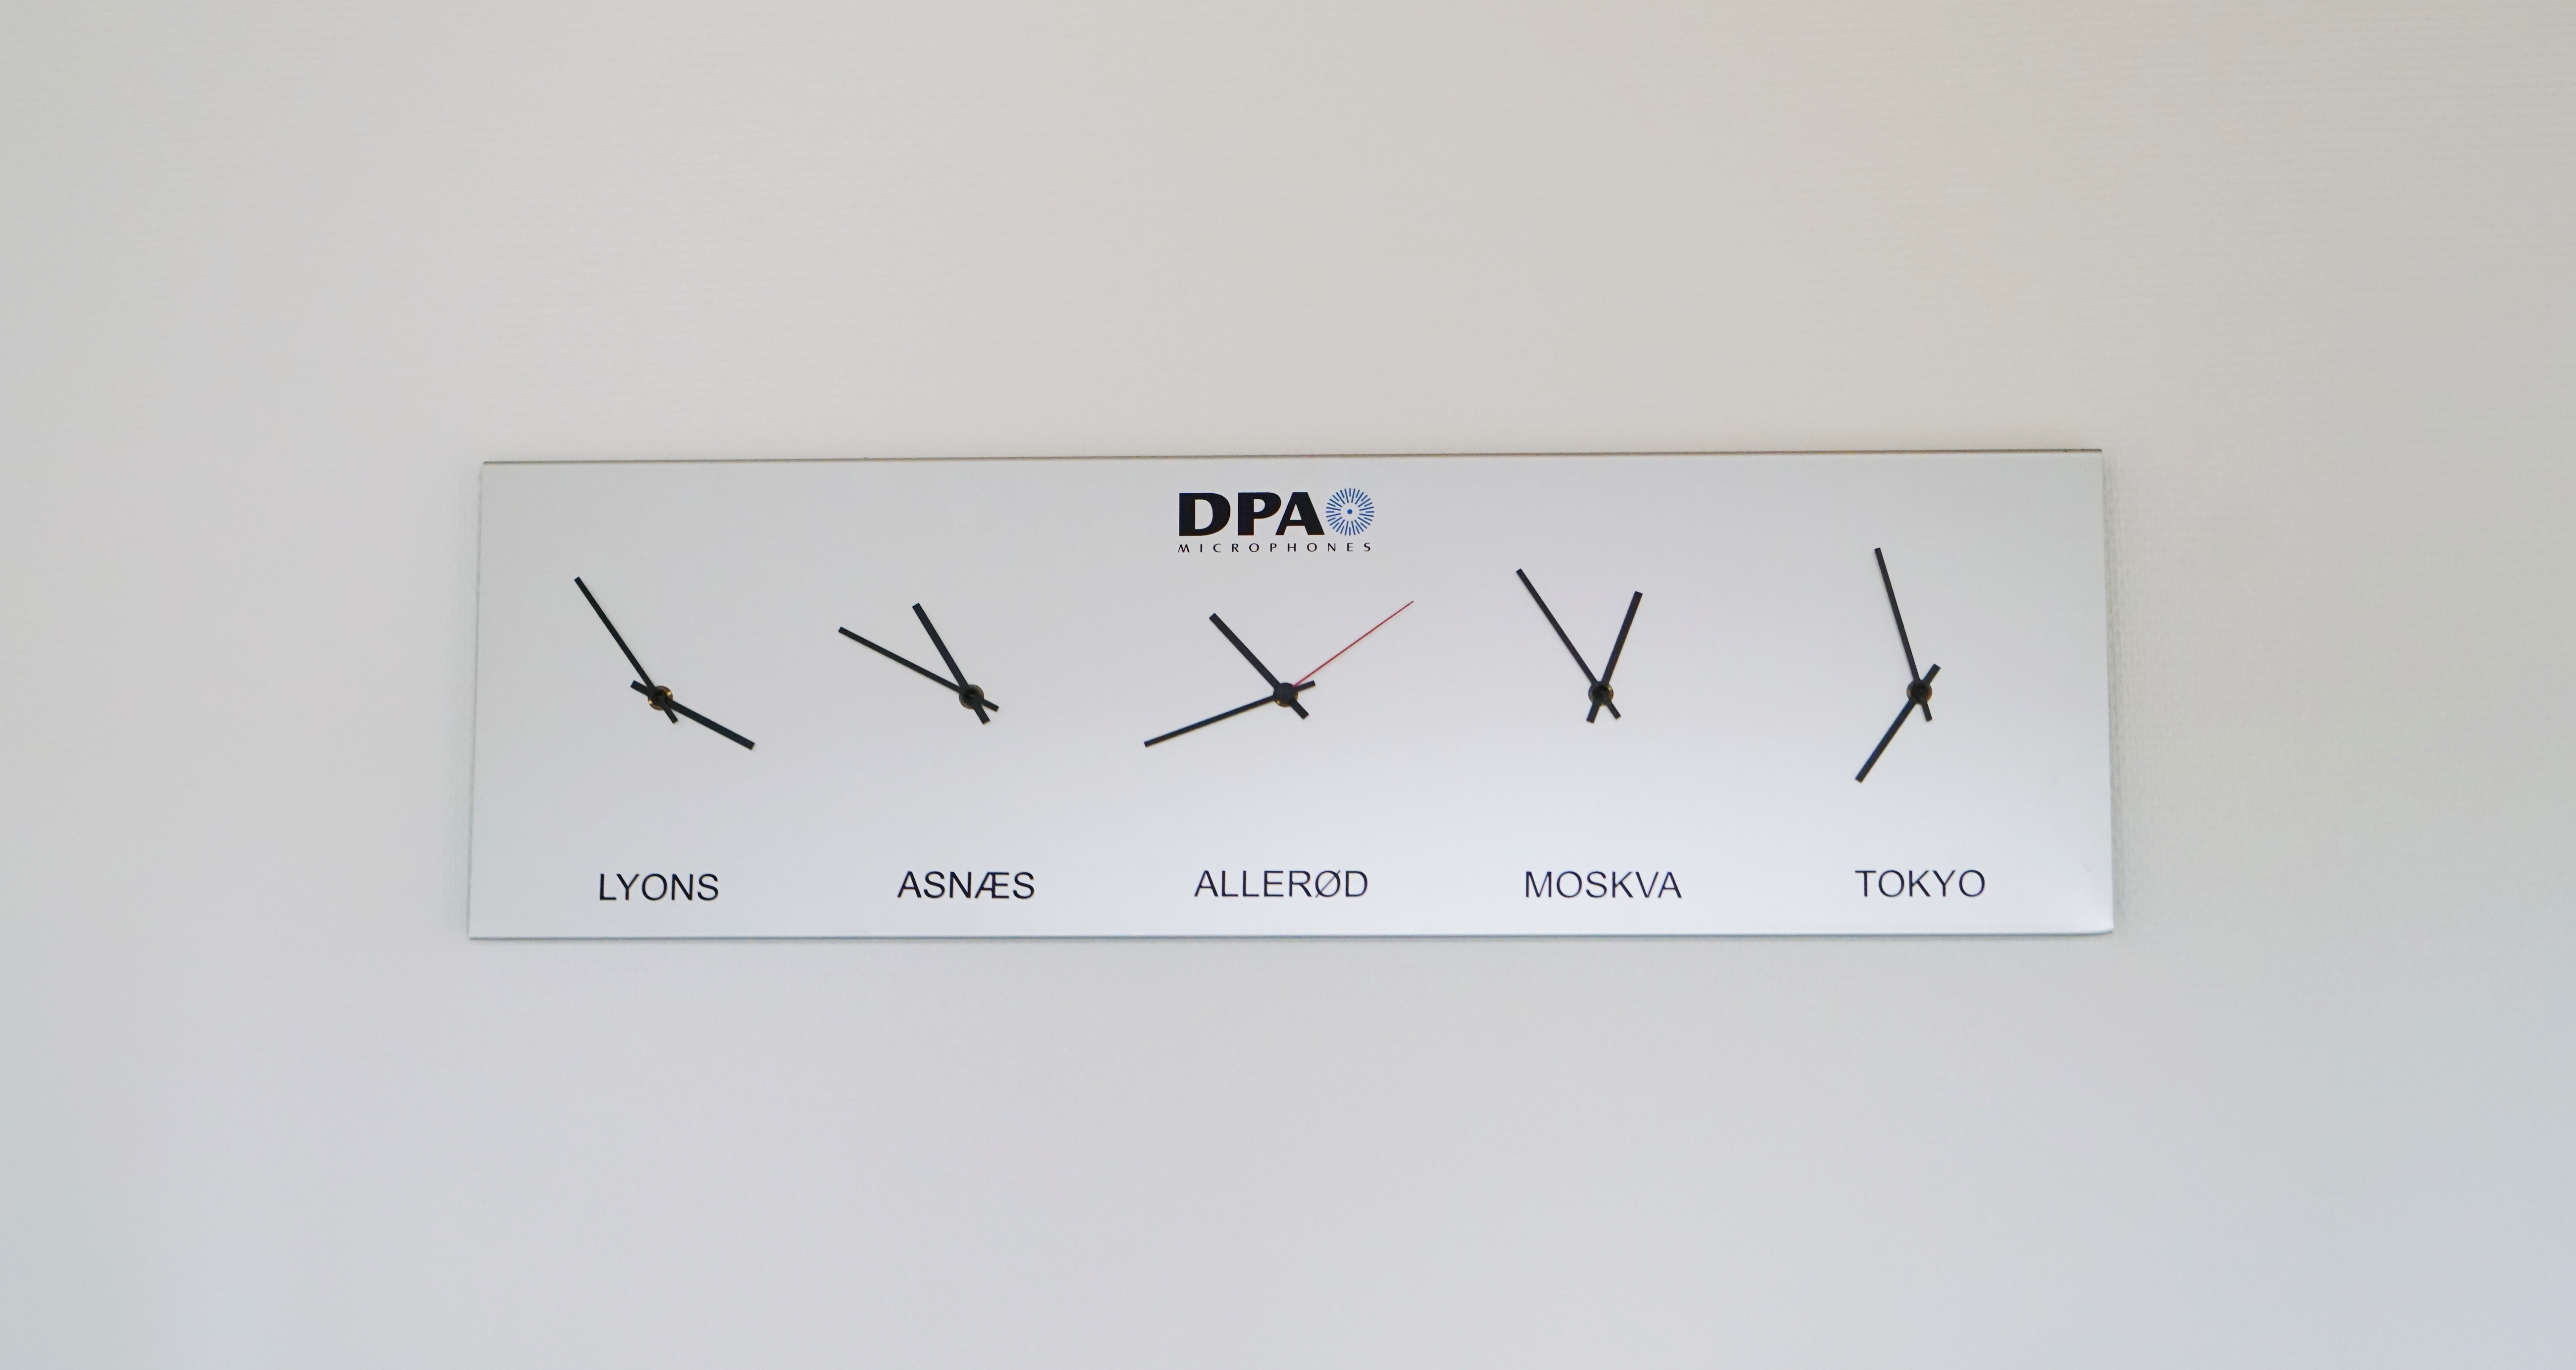 DPA
MICROPHONES
LYONS ASNÆS ALLERØD MOSKVA TOKYO